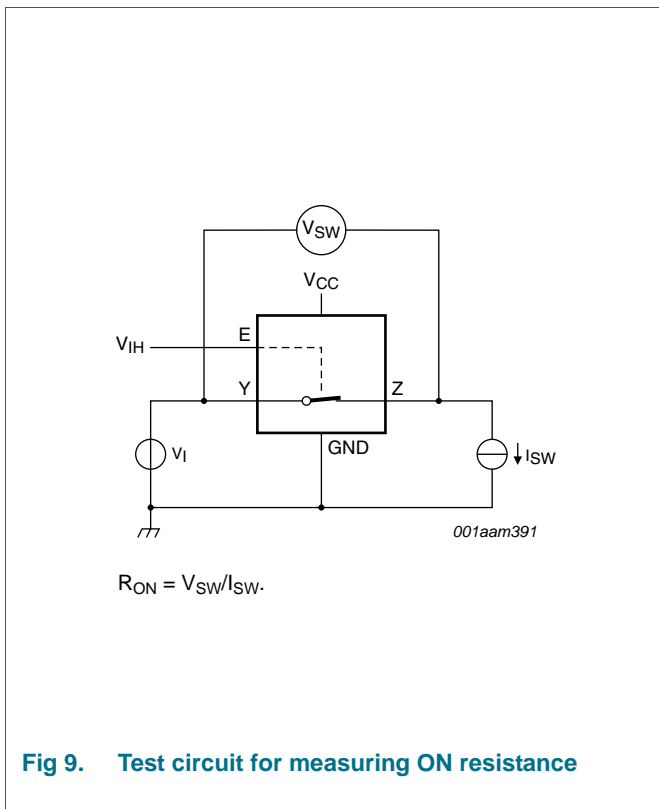 VSW
VCC
E
VIH
Y
Z
VI
GND
ISW
001aam391
RON = VSW/ISW.
Fig 9. Test circuit for measuring ON resistance